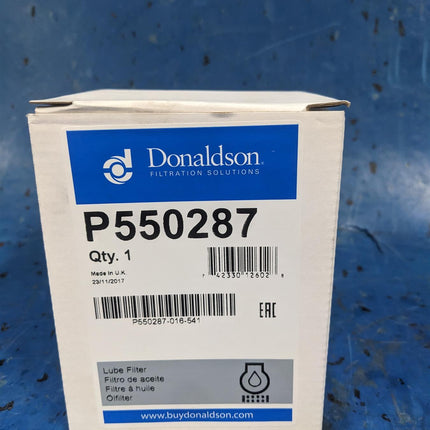 Donaldson®
FILTRATION SOLUTIONS
P550287
Qty. 1
Made In U.K.
23/11/2017
7 42330 12602 8
P550287-016-541
EAC
Lube Filter
Filtro de aceite
Filtre à huile
Ölfilter
www.buydonaldson.com